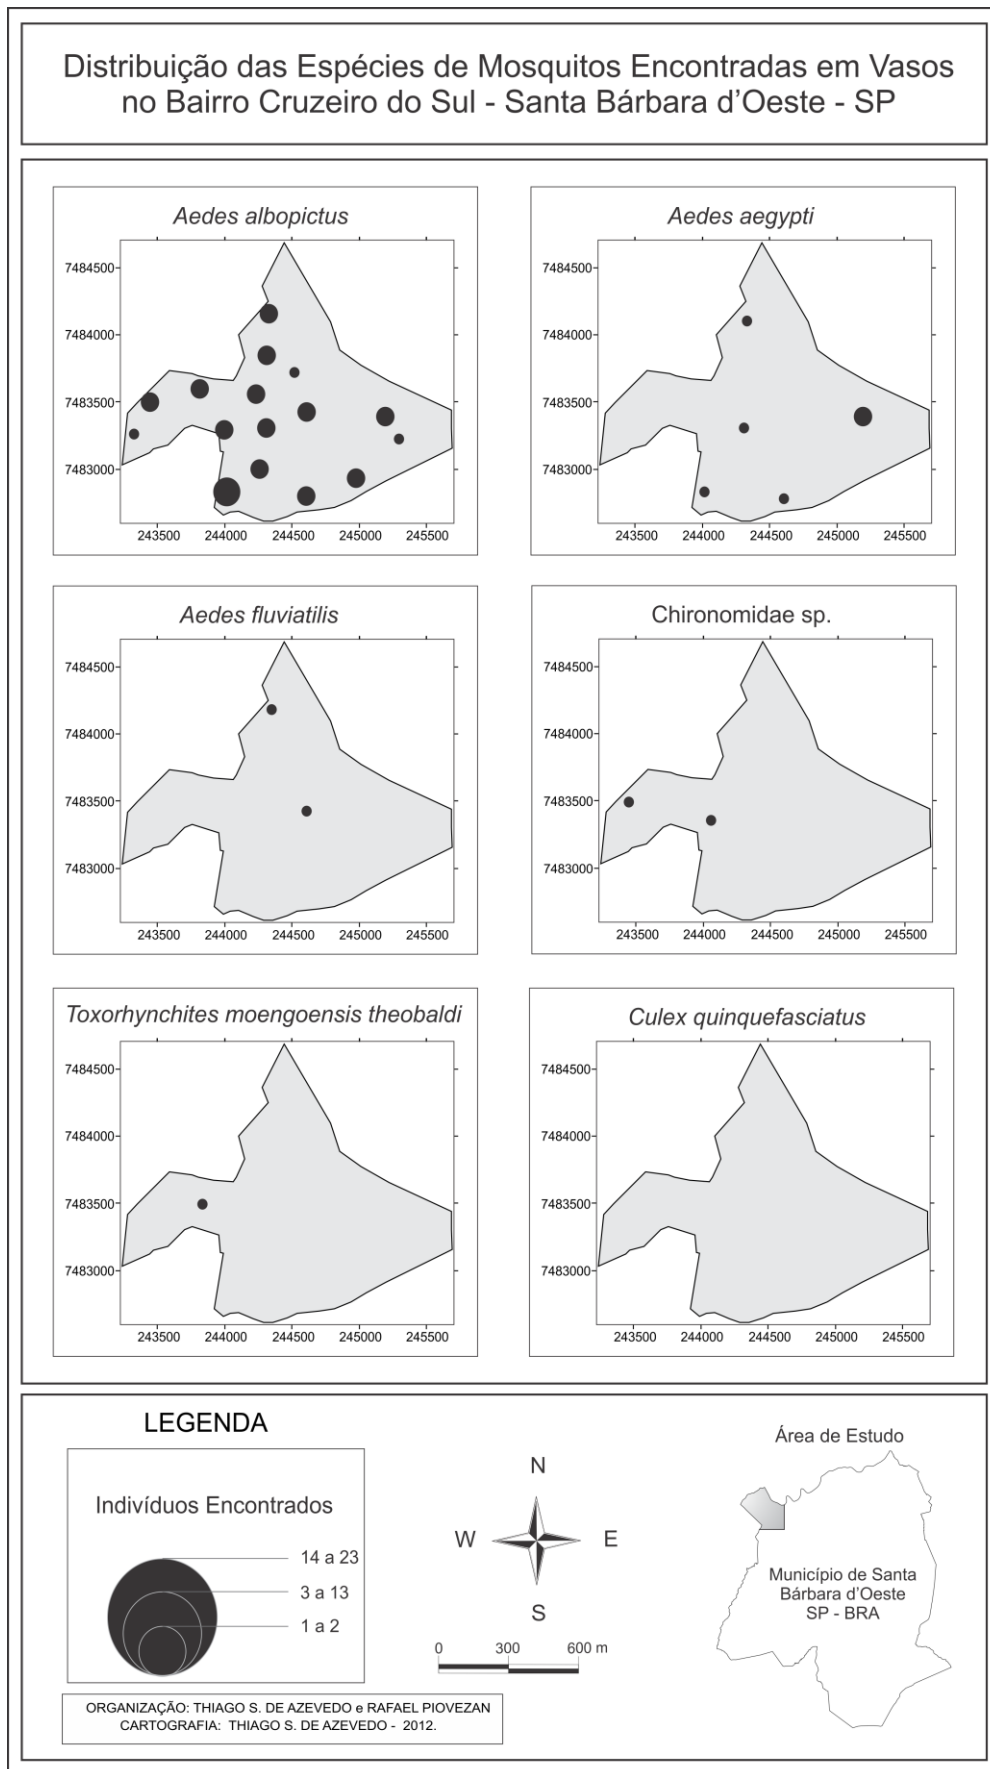 Distribuição das Espécies de Mosquitos Encontradas em Vasos
no Bairro Cruzeiro do Sul - Santa Bárbara d'Oeste - SP
Aedes albopictus
7484500
7484000
7483500
7483000
243500 244000 244500 245000 245500
Aedes aegypti
7484500
7484000
7483500
7483000
243500 244000 244500 245000 245500
Aedes fluviatilis
7484500
7484000
7483500
7483000
243500 244000 244500 245000 245500
Chironomidae sp.
7484500
7484000
7483500
7483000
243500 244000 244500 245000 245500
Toxorhynchites moengoensis theobaldi
7484500
7484000
7483500
7483000
243500 244000 244500 245000 245500
Culex quinquefasciatus
7484500
7484000
7483500
7483000
243500 244000 244500 245000 245500
LEGENDA
Indivíduos Encontrados
14 a 23
3 a 13
1 a 2
ORGANIZAÇÃO: THIAGO S. DE AZEVEDO e RAFAEL PIOVEZAN
CARTOGRAFIA: THIAGO S. DE AZEVEDO - 2012.
N
W E
S
0 300 600 m
Área de Estudo
Município de Santa
Bárbara d'Oeste
SP - BRA